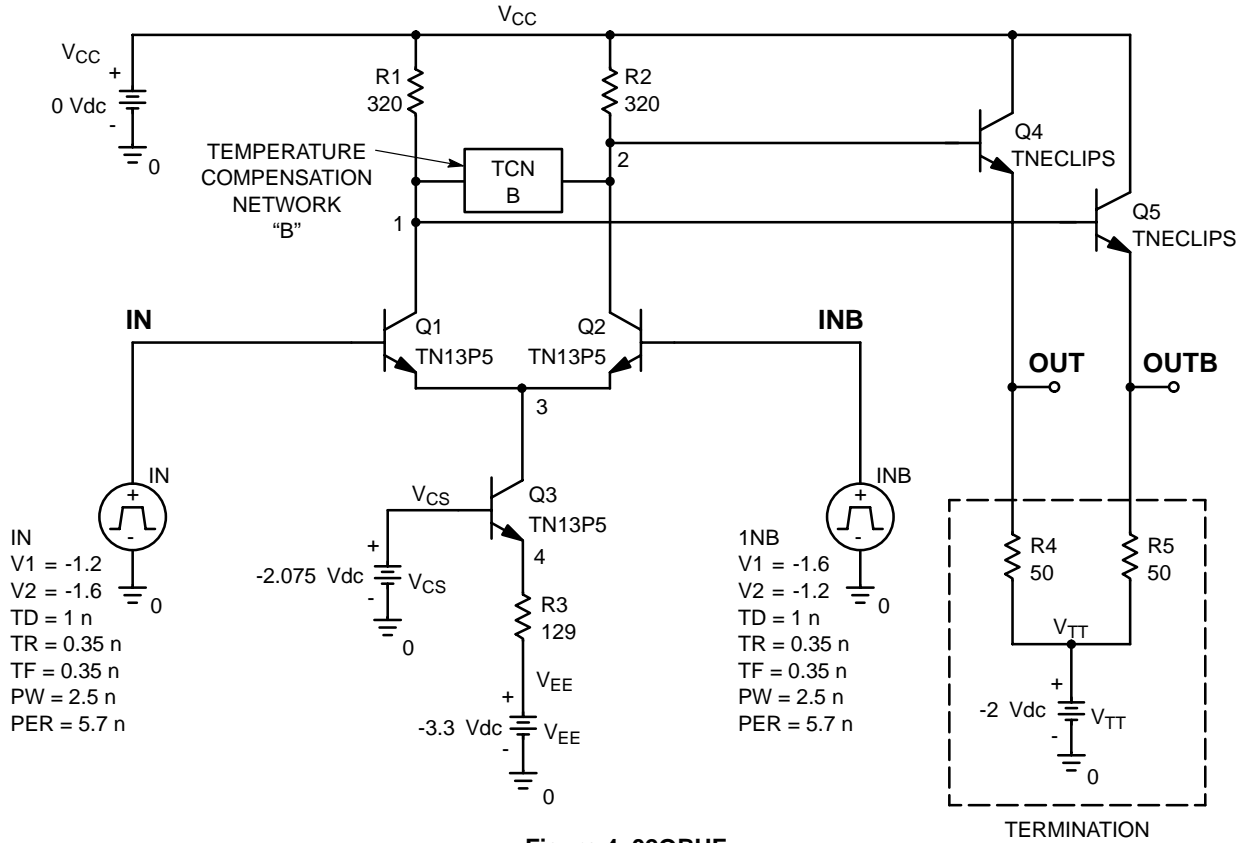 VCC
VCC
+
0 Vdc
-
0
R1
320
R2
320
TEMPERATURE
COMPENSATION
NETWORK
“B”
TCN
B
2
1
Q4
TNECLIPS
Q5
TNECLIPS
IN
Q1
TN13P5
Q2
TN13P5
INB
OUT
OUTB
3
IN
+
-
0
IN
V1 = -1.2
V2 = -1.6
TD = 1 n
TR = 0.35 n
TF = 0.35 n
PW = 2.5 n
PER = 5.7 n
VCS
Q3
TN13P5
+
-2.075 Vdc
VCS
-
0
4
R3
129
VEE
+
-3.3 Vdc
VEE
-
0
INB
+
-
0
1NB
V1 = -1.6
V2 = -1.2
TD = 1 n
TR = 0.35 n
TF = 0.35 n
PW = 2.5 n
PER = 5.7 n
R4
50
R5
50
VTT
+
-2 Vdc
VTT
-
0
TERMINATION